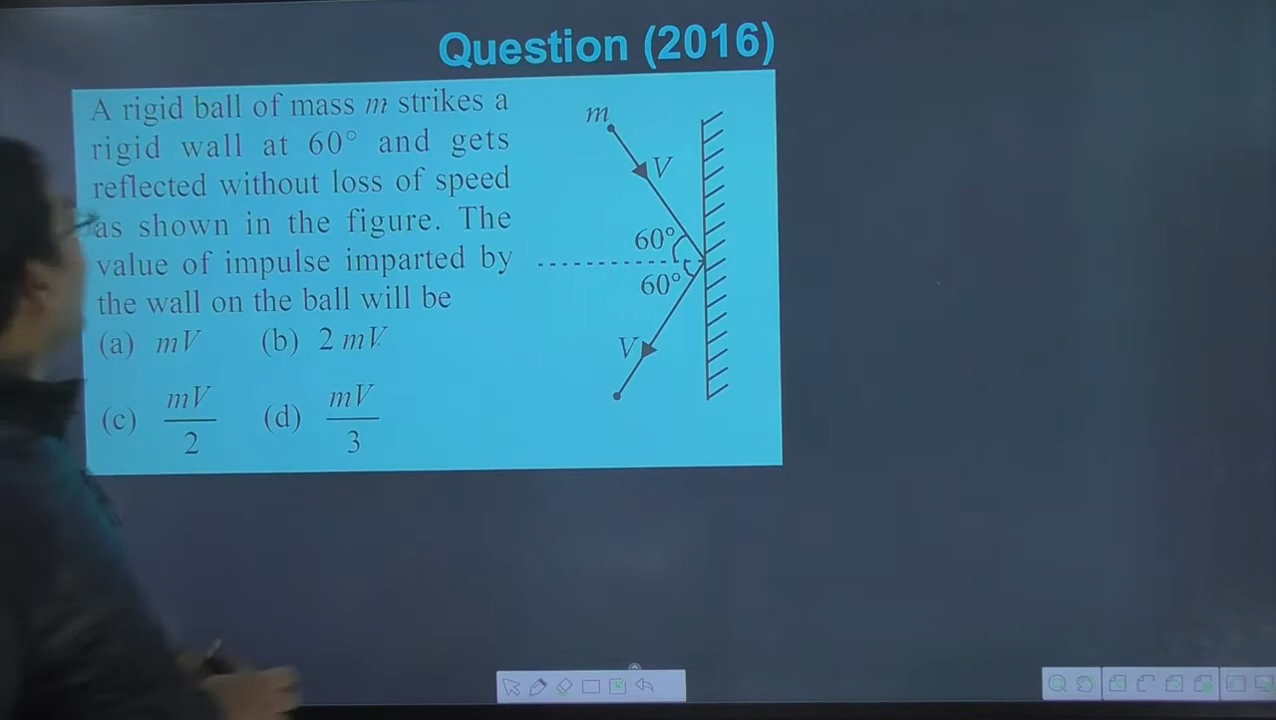 Question (2016)
A rigid ball of mass m strikes a
rigid wall at 60° and gets
reflected without loss of speed
as shown in the figure. The
value of impulse imparted by
the wall on the ball will be
(a) mV (b) 2 mV
(c) mV/2 (d) mV/3
m
V
60°
60°
V